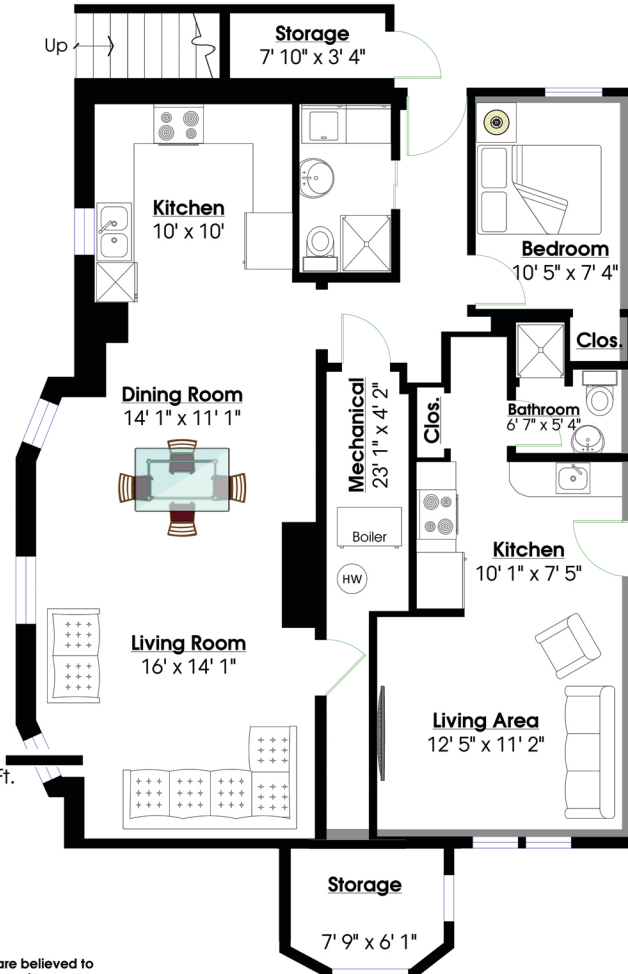 Storage
7' 10" x 3' 4"
Up
Kitchen
10' x 10'
Bedroom
10' 5" x 7' 4"
Clos.
Dining Room
14' 1" x 11' 1"
Mechanical
23' 1" x 4' 2"
Clos.
Bathroom
6' 7" x 5' 4"
Boiler
HW
Kitchen
10' 1" x 7' 5"
Living Room
16' x 14' 1"
Living Area
12' 5" x 11' 2"
Ft.
Storage
7' 9" x 6' 1"
are believed to